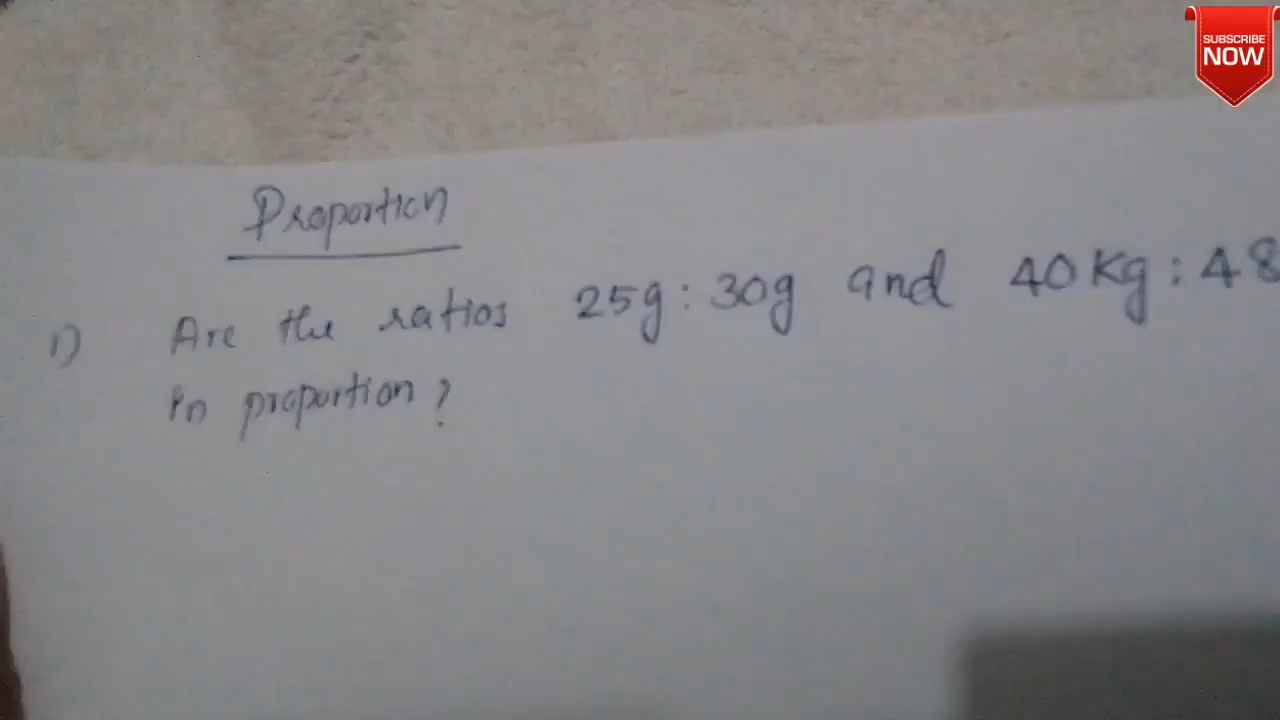 SUBSCRIBE
NOW
Proportion
1) Are the ratios 25g : 30g and 40Kg : 48
in proportion?